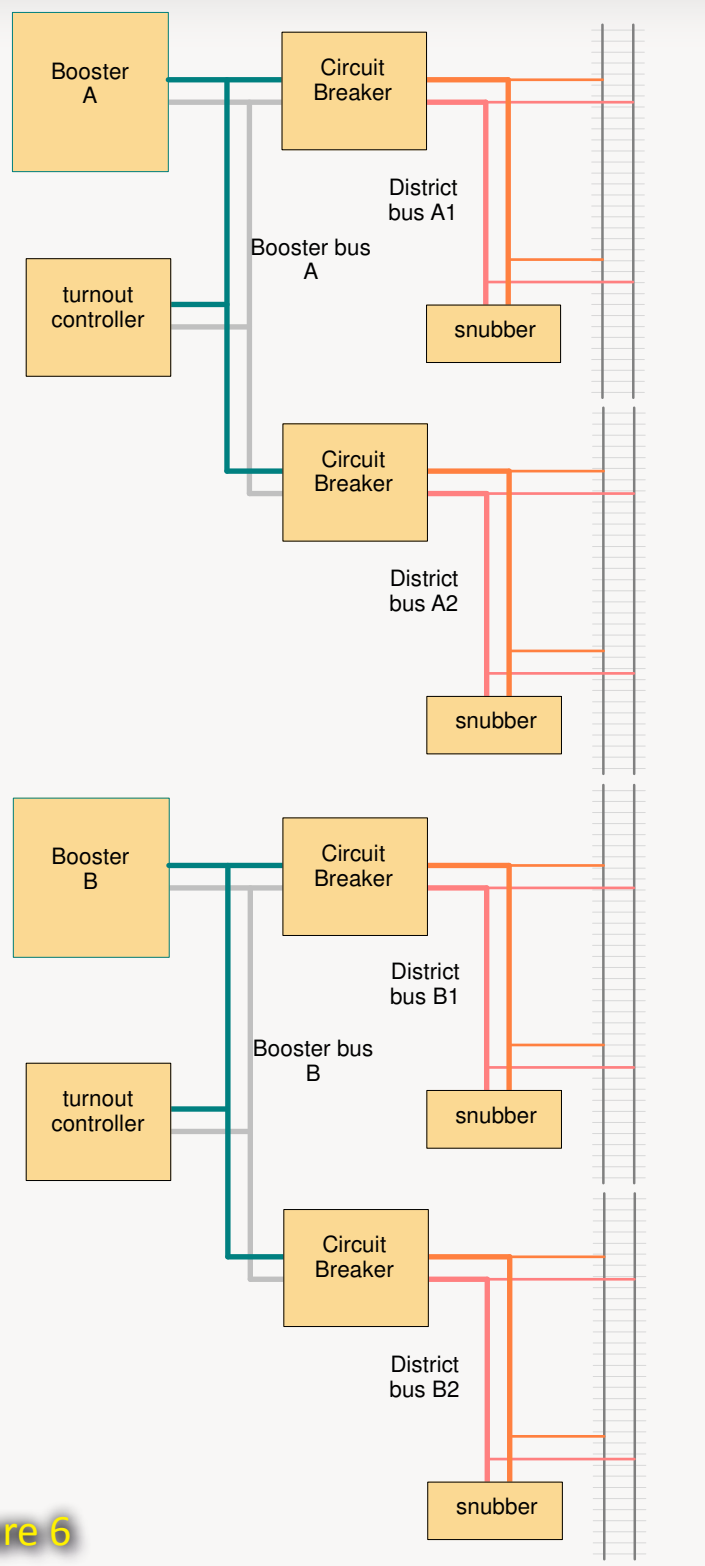 Booster
A
Circuit
Breaker
District
bus A1
Booster bus
A
turnout
controller
snubber
Circuit
Breaker
District
bus A2
snubber
Booster
B
Circuit
Breaker
District
bus B1
Booster bus
B
turnout
controller
snubber
Circuit
Breaker
District
bus B2
snubber
re 6